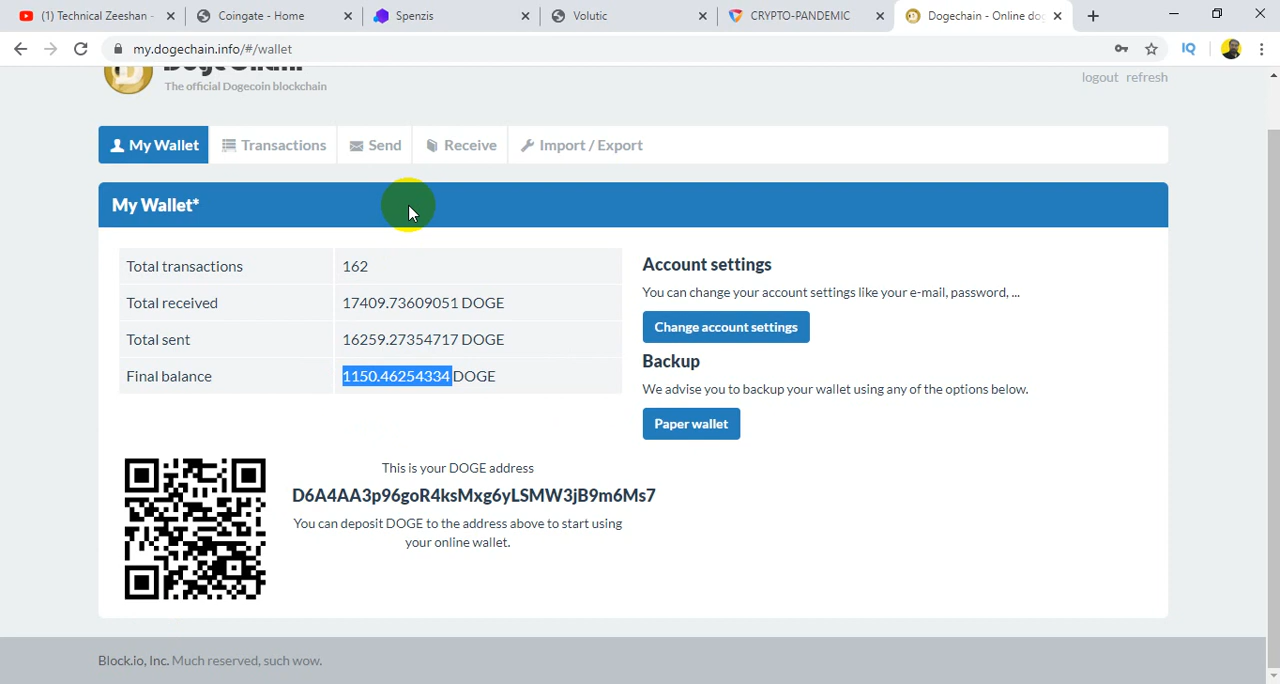 (1) Technical Zeeshan - Coingate - Home Spenzis Volutic CRYPTO-PANDEMIC Dogechain - Online dog
my.dogechain.info/#/wallet IQ
The official Dogecoin blockchain
logout refresh
My Wallet Transactions Send Receive Import / Export
My Wallet*
Total transactions 162
Total received 17409.73609051 DOGE
Total sent 16259.27354717 DOGE
Final balance 1150.46254334 DOGE
Account settings
You can change your account settings like your e-mail, password, ...
Change account settings
Backup
We advise you to backup your wallet using any of the options below.
Paper wallet
This is your DOGE address
D6A4AA3p96goR4ksMxg6yLSMW3jB9m6Ms7
You can deposit DOGE to the address above to start using
your online wallet.
Block.io, Inc. Much reserved, such wow.